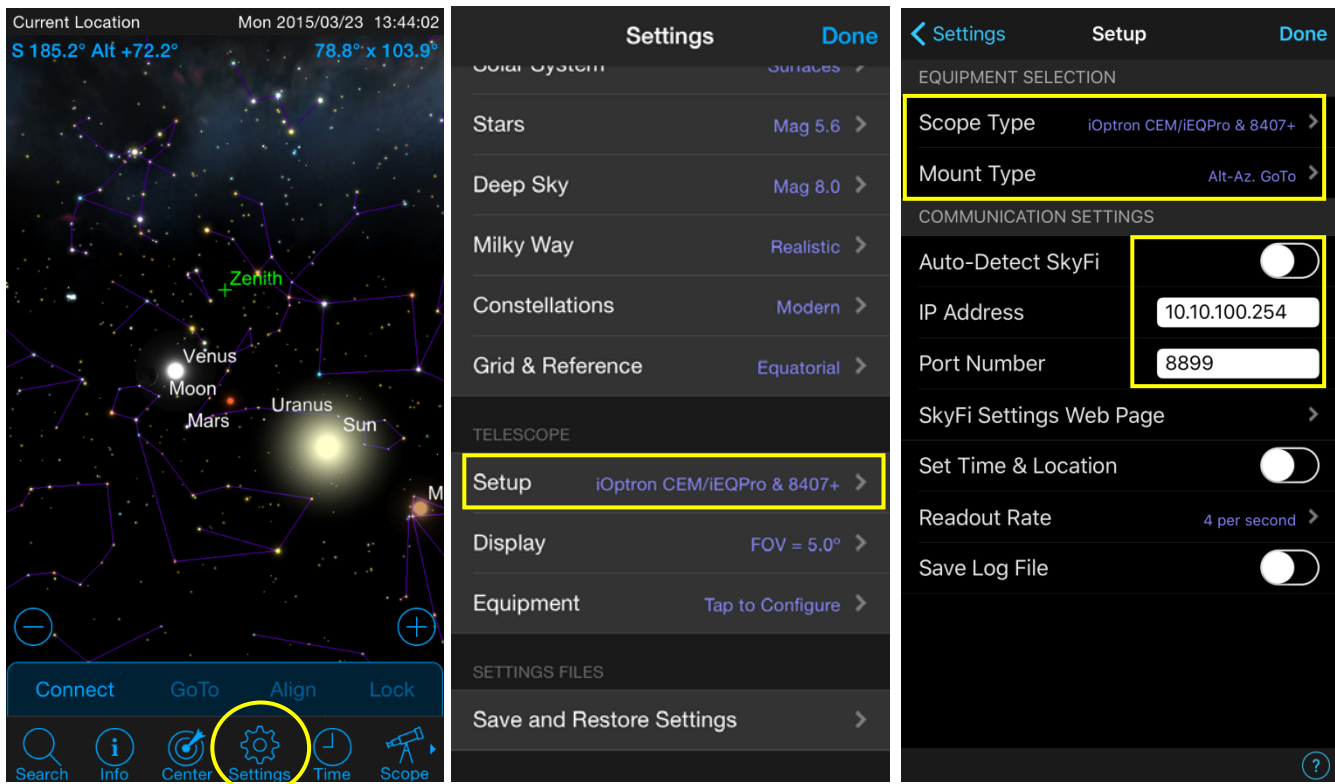 Current Location Mon 2015/03/23 13:44:02
S 185.2° Alt +72.2° 78.8° x 103.9°
Zenith
Venus
Moon
Mars
Uranus
Sun
M
Connect GoTo Align Lock
Search Info Center Settings Time Scope
Settings Done
Solar System Surfaces
Stars Mag 5.6
Deep Sky Mag 8.0
Milky Way Realistic
Constellations Modern
Grid & Reference Equatorial
TELESCOPE
Setup iOptron CEM/iEQPro & 8407+
Display FOV = 5.0°
Equipment Tap to Configure
SETTINGS FILES
Save and Restore Settings
Settings Setup Done
EQUIPMENT SELECTION
Scope Type iOptron CEM/iEQPro & 8407+
Mount Type Alt-Az. GoTo
COMMUNICATION SETTINGS
Auto-Detect SkyFi
IP Address 10.10.100.254
Port Number 8899
SkyFi Settings Web Page
Set Time & Location
Readout Rate 4 per second
Save Log File
?